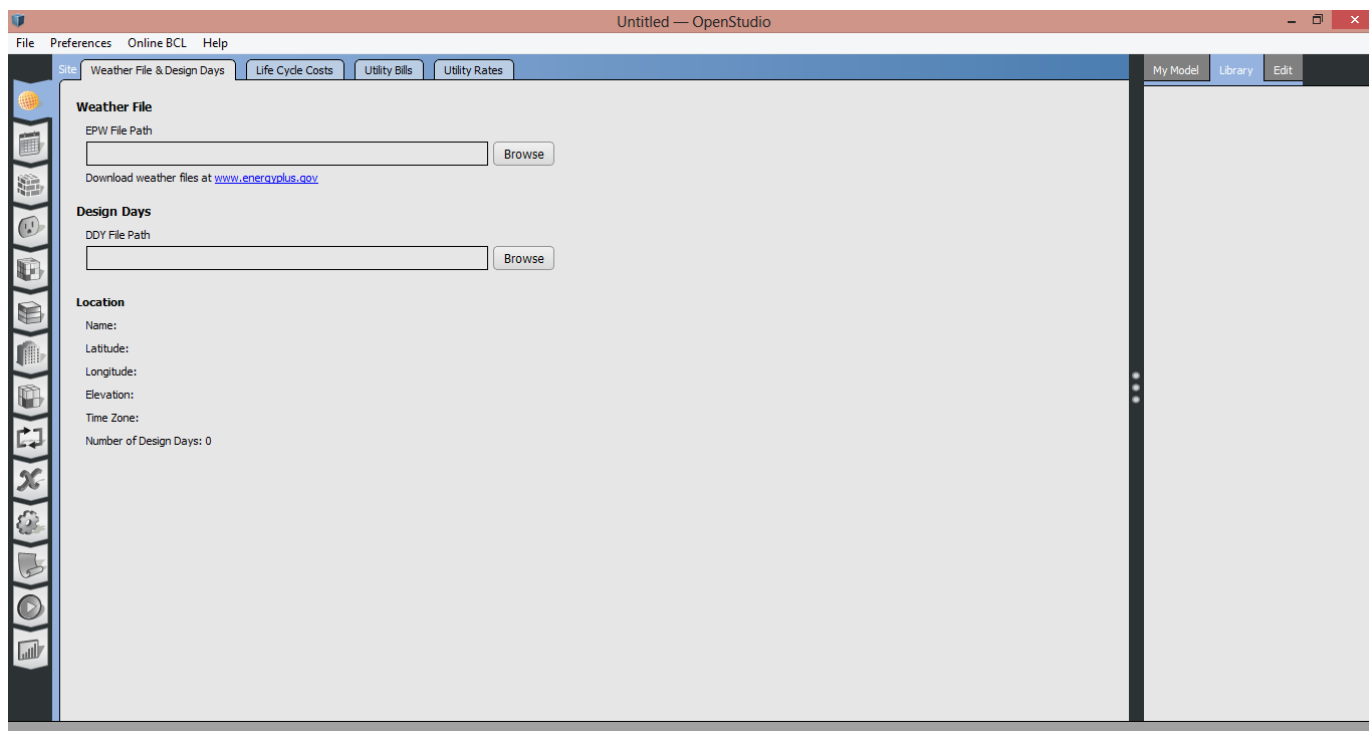 Untitled — OpenStudio
File Preferences Online BCL Help
Site Weather File & Design Days Life Cycle Costs Utility Bills Utility Rates My Model Library Edit
Weather File
EPW File Path
Browse
Download weather files at www.energyplus.gov
Design Days
DDY File Path
Browse
Location
Name:
Latitude:
Longitude:
Elevation:
Time Zone:
Number of Design Days: 0